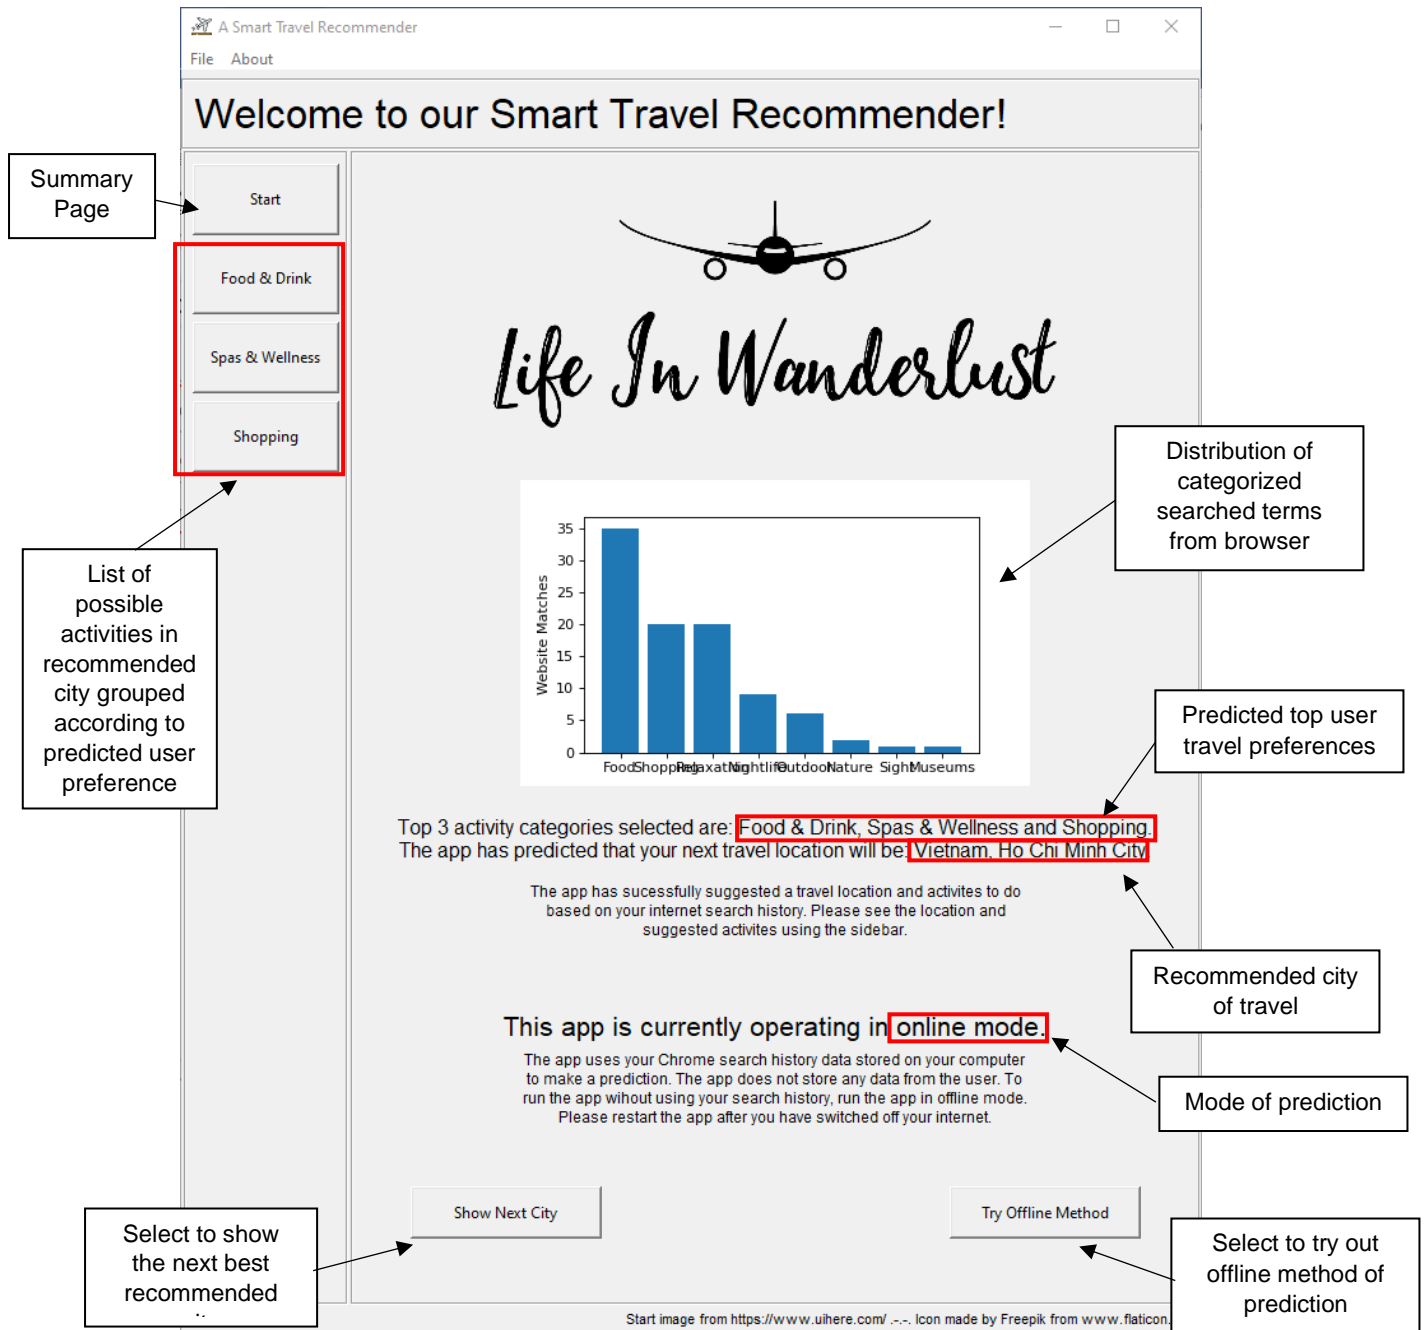 A Smart Travel Recommender
File About
Welcome to our Smart Travel Recommender!
Summary
Page
Start
Food & Drink
Spas & Wellness
Shopping
Life In Wanderlust
Distribution of
categorized
searched terms
from browser
List of
possible
activities in
recommended
city grouped
according to
predicted user
preference
Website Matches
35
30
25
20
15
10
5
0
Food Shopping Relaxation Nightlife Outdoor Nature Sight Museums
Predicted top user
travel preferences
Top 3 activity categories selected are: Food & Drink, Spas & Wellness and Shopping.
The app has predicted that your next travel location will be: Vietnam, Ho Chi Minh City.
The app has sucessfully suggested a travel location and activites to do
based on your internet search history. Please see the location and
suggested activites using the sidebar.
Recommended city
of travel
This app is currently operating in online mode.
The app uses your Chrome search history data stored on your computer
to make a prediction. The app does not store any data from the user. To
run the app wihout using your search history, run the app in offline mode.
Please restart the app after you have switched off your internet.
Mode of prediction
Show Next City
Try Offline Method
Select to show
the next best
recommended
Select to try out
offline method of
prediction
Start image from https://www.uihere.com/ .-.-. Icon made by Freepik from www.flaticon.